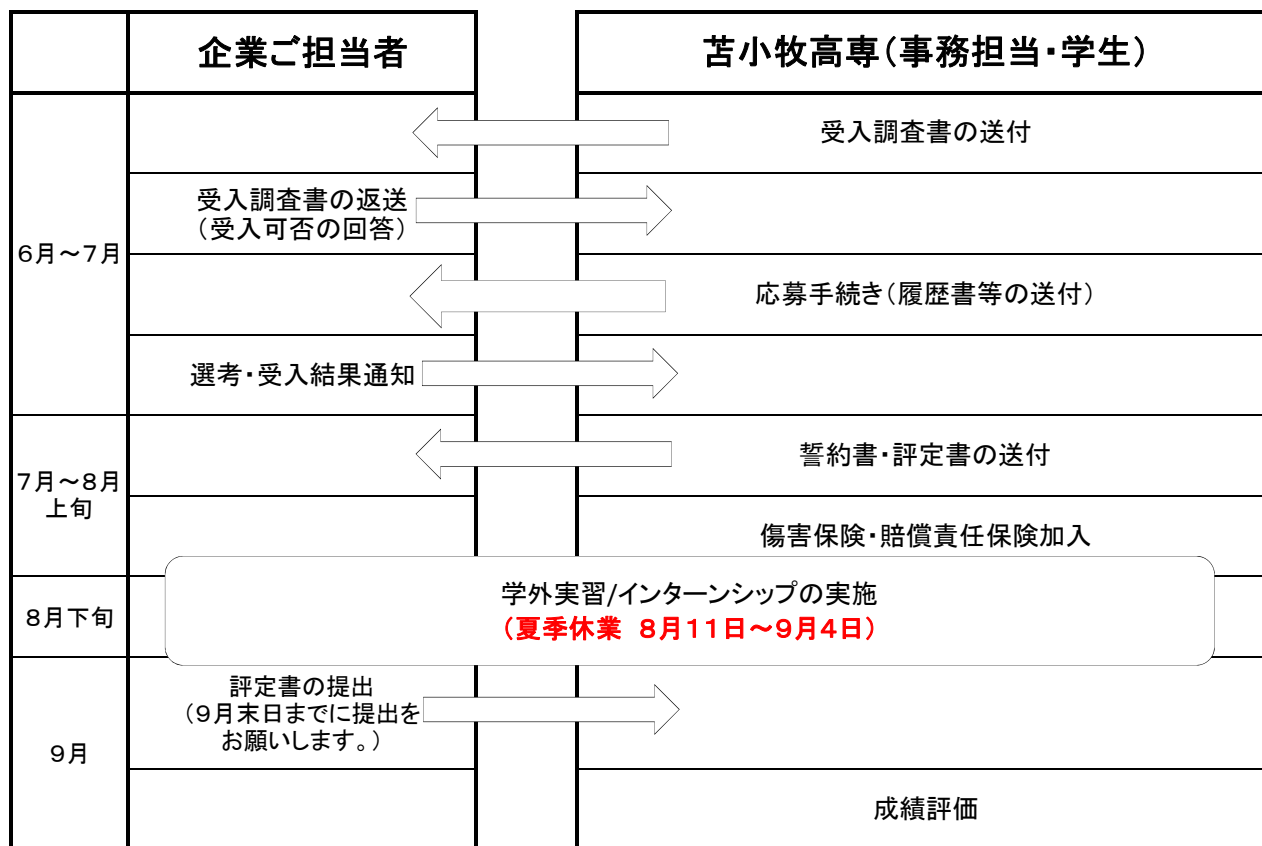 企業ご担当者
苫小牧高専(事務担当・学生)
6月～7月
受入調査書の送付
受入調査書の返送
(受入可否の回答)
応募手続き(履歴書等の送付)
選考・受入結果通知
7月～8月
上旬
誓約書・評定書の送付
傷害保険・賠償責任保険加入
8月下旬
学外実習/インターンシップの実施
(夏季休業 8月11日～9月4日)
9月
評定書の提出
(9月末日までに提出を
お願いします。)
成績評価